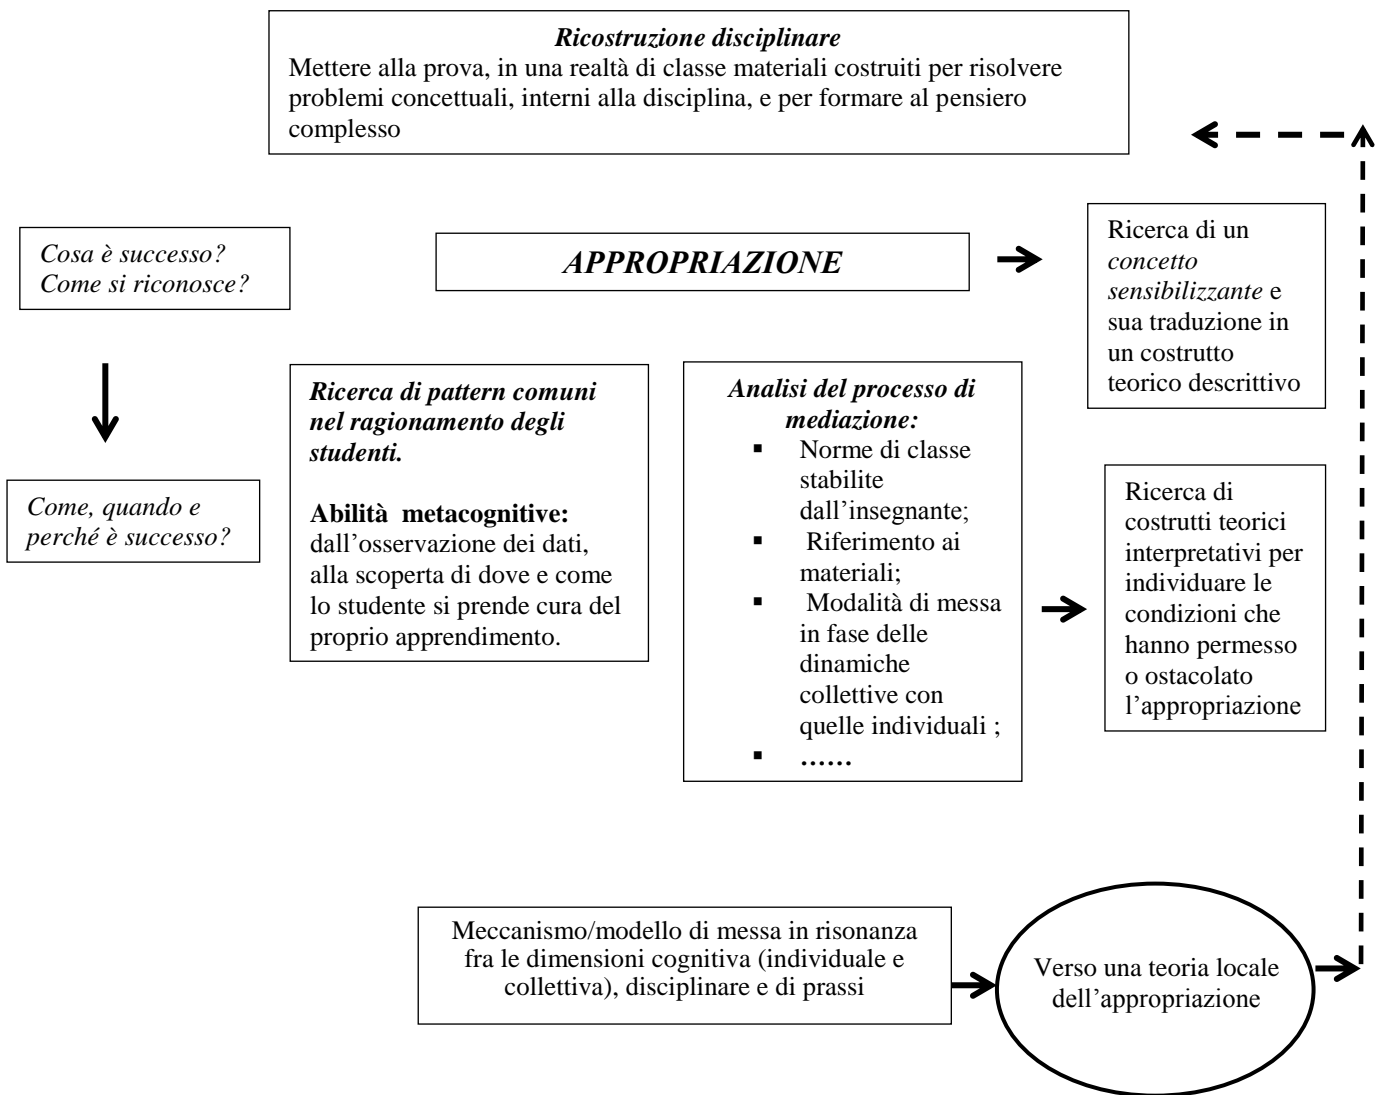 Ricostruzione disciplinare
Mettere alla prova, in una realtà di classe materiali costruiti per risolvere
problemi concettuali, interni alla disciplina, e per formare al pensiero
complesso
Cosa è successo?
Come si riconosce?
APPROPRIAZIONE
Ricerca di un
concetto
sensibilizzante e
sua traduzione in
un costrutto
teorico descrittivo
Come, quando e
perché è successo?
Ricerca di pattern comuni
nel ragionamento degli
studenti.
Abilità metacognitive:
dall’osservazione dei dati,
alla scoperta di dove e come
lo studente si prende cura del
proprio apprendimento.
Analisi del processo di
mediazione:
▪ Norme di classe
stabilite
dall’insegnante;
▪ Riferimento ai
materiali;
▪ Modalità di messa
in fase delle
dinamiche
collettive con
quelle individuali ;
▪ ……
Ricerca di
costrutti teorici
interpretativi per
individuare le
condizioni che
hanno permesso
o ostacolato
l’appropriazione
Meccanismo/modello di messa in risonanza
fra le dimensioni cognitiva (individuale e
collettiva), disciplinare e di prassi
Verso una teoria locale
dell’appropriazione